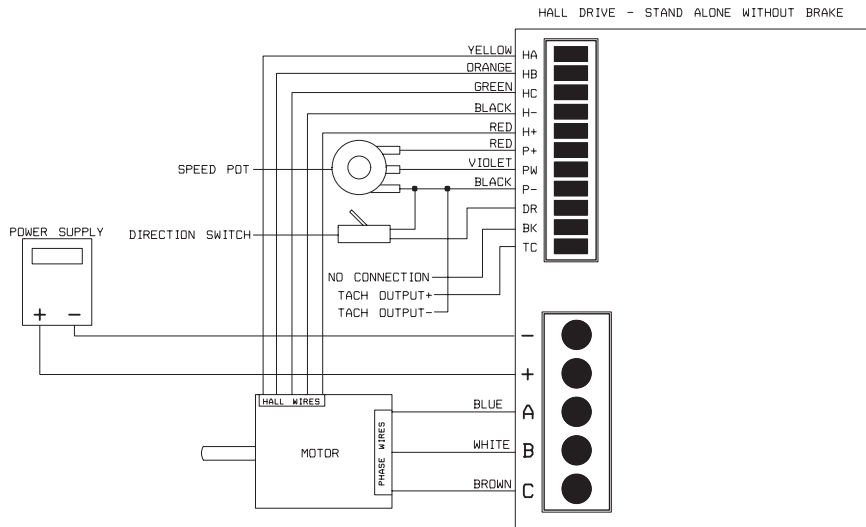 HALL DRIVE - STAND ALONE WITHOUT BRAKE
YELLOW HA
ORANGE HB
GREEN HC
BLACK H-
RED H+
RED P+
SPEED POT VIOLET PW
BLACK P-
DR
POWER SUPPLY DIRECTION SWITCH BK
TC
NO CONNECTION
TACH OUTPUT+
TACH OUTPUT-
+ -
-
+
HALL WIRES
BLUE A
MOTOR PHASE WIRES WHITE B
BROWN C